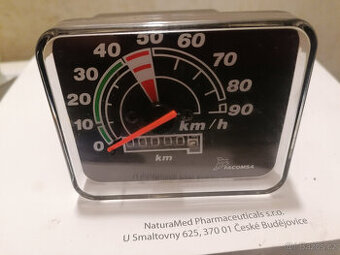 0 10 20 30 40 50 60 70 80 90
km/h
km
TACOMSA
NaturaMed Pharmaceuticals s.r.o.
U Smaltovny 625, 370 01 České Budějovice